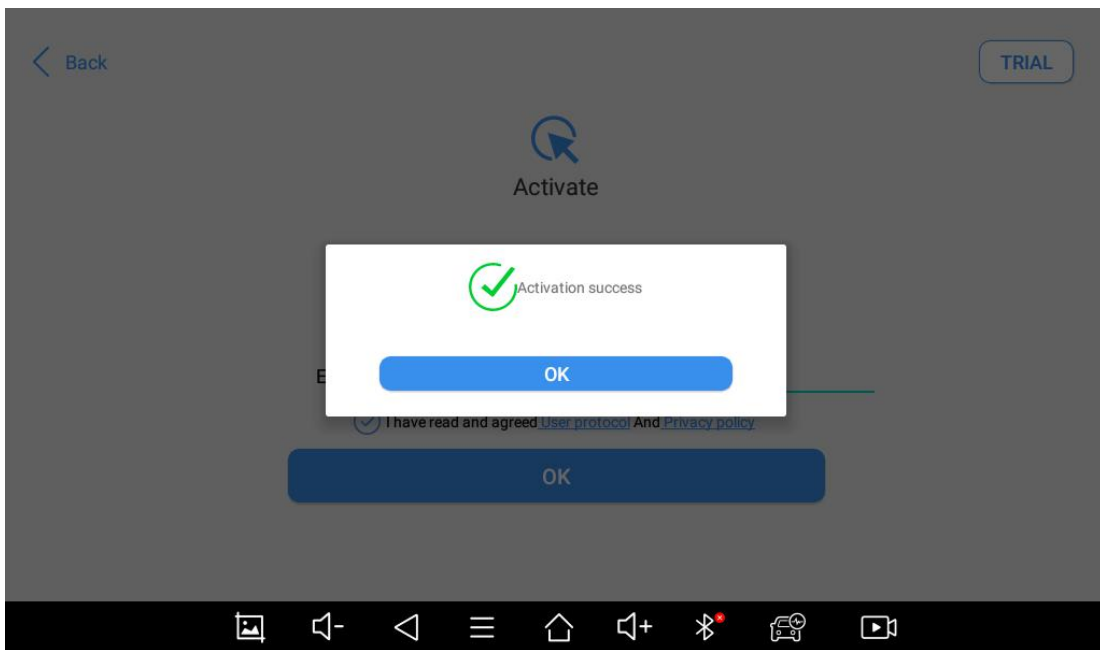 Back
TRIAL
Activate
Activation success
OK
E
I have read and agreed User protocol And Privacy policy
OK